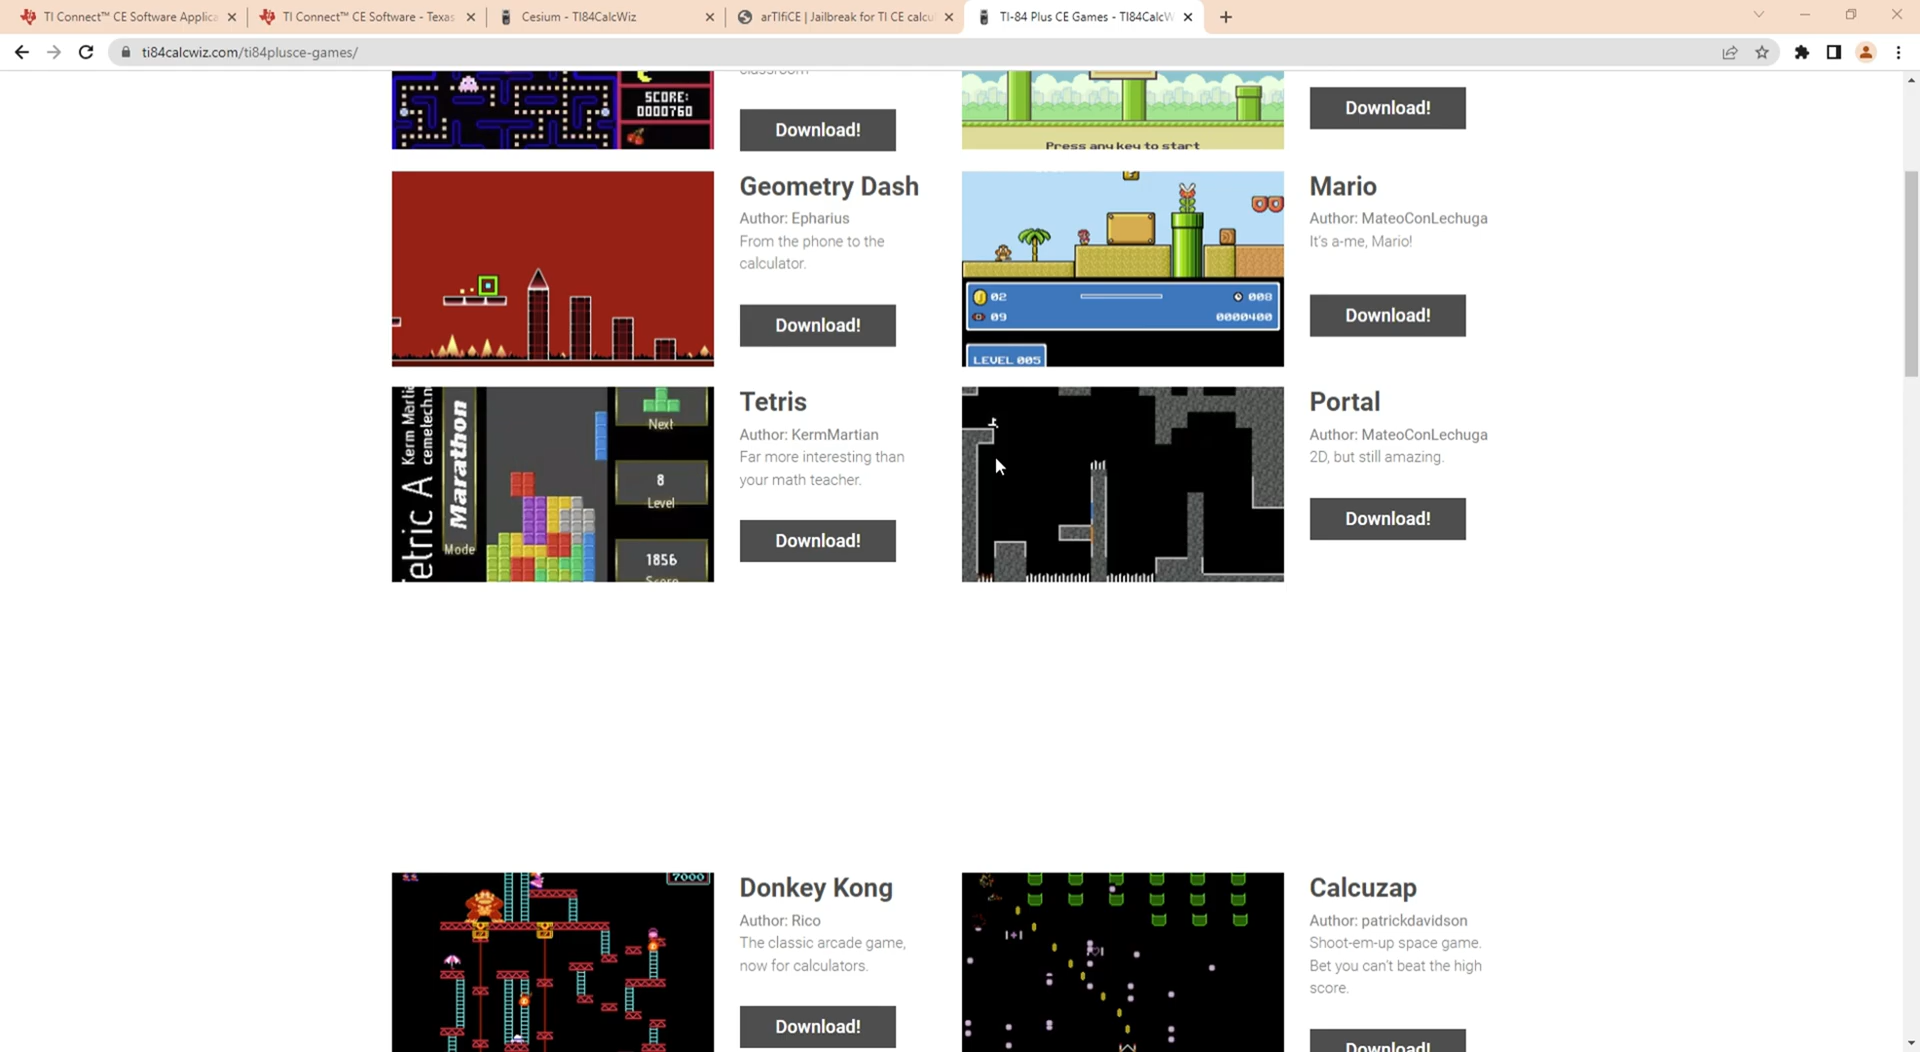 TI Connect™ CE Software Applica
TI Connect™ CE Software - Texas
Cesium - TI84CalcWiz
arTIfiCE | Jailbreak for TI CE calcu
TI-84 Plus CE Games - TI84CalcW
ti84calcwiz.com/ti84plusce-games/
classroom
SCORE:
0000760
Download!
Press any key to start
Download!
Geometry Dash
Author: Epharius
From the phone to the
calculator.
Download!
02
09
008
0000400
LEVEL 005
Mario
Author: MateoConLechuga
It's a-me, Mario!
Download!
etric A
Kerm Marti
cemetechn
Marathon
Mode
Next
8
Level
1856
Score
Tetris
Author: KermMartian
Far more interesting than
your math teacher.
Download!
Portal
Author: MateoConLechuga
2D, but still amazing.
Download!
7000
Donkey Kong
Author: Rico
The classic arcade game,
now for calculators.
Download!
Calcuzap
Author: patrickdavidson
Shoot-em-up space game.
Bet you can't beat the high
score.
Download!